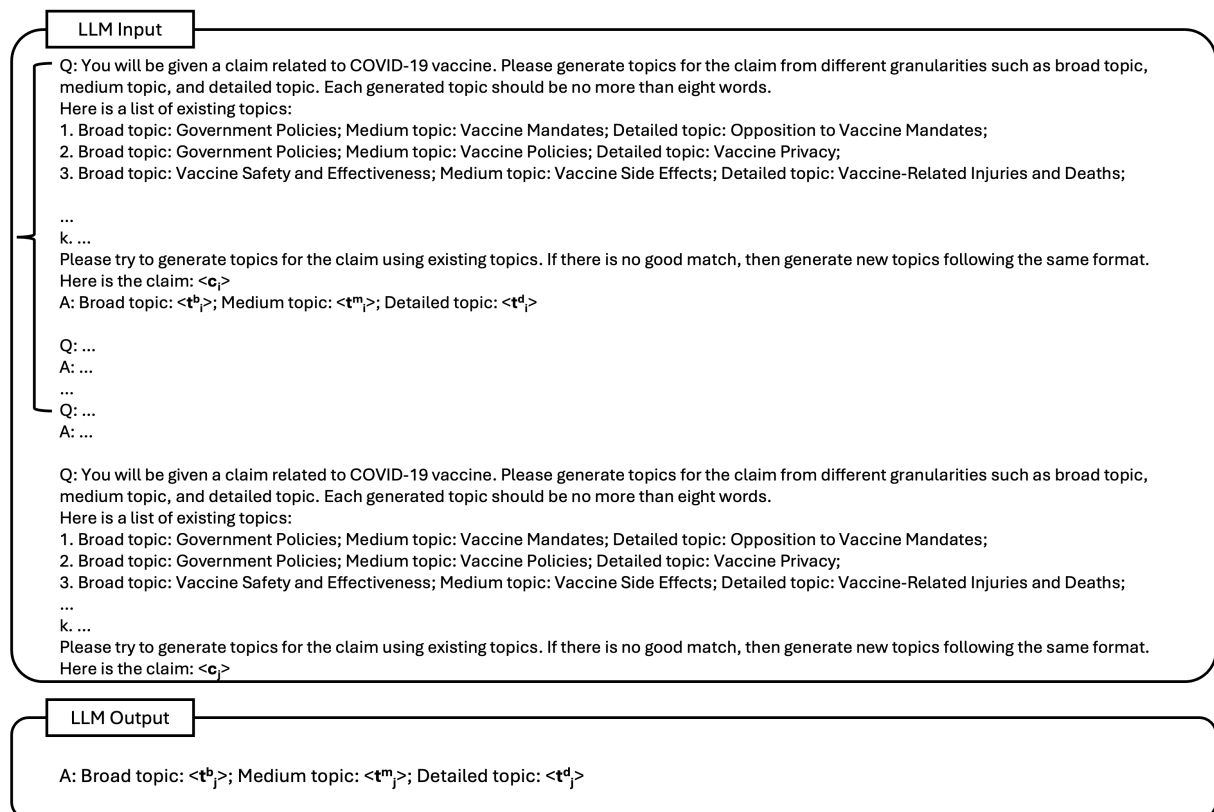 LLM Input
Q: You will be given a claim related to COVID-19 vaccine. Please generate topics for the claim from different granularities such as broad topic,
medium topic, and detailed topic. Each generated topic should be no more than eight words.
Here is a list of existing topics:
1. Broad topic: Government Policies; Medium topic: Vaccine Mandates; Detailed topic: Opposition to Vaccine Mandates;
2. Broad topic: Government Policies; Medium topic: Vaccine Policies; Detailed topic: Vaccine Privacy;
3. Broad topic: Vaccine Safety and Effectiveness; Medium topic: Vaccine Side Effects; Detailed topic: Vaccine-Related Injuries and Deaths;
...
k. ...
Please try to generate topics for the claim using existing topics. If there is no good match, then generate new topics following the same format.
Here is the claim: <cᵢ>
A: Broad topic: <tᵇᵢ>; Medium topic: <tᵐᵢ>; Detailed topic: <tᵈᵢ>
Q: ...
A: ...
...
Q: ...
A: ...
Q: You will be given a claim related to COVID-19 vaccine. Please generate topics for the claim from different granularities such as broad topic,
medium topic, and detailed topic. Each generated topic should be no more than eight words.
Here is a list of existing topics:
1. Broad topic: Government Policies; Medium topic: Vaccine Mandates; Detailed topic: Opposition to Vaccine Mandates;
2. Broad topic: Government Policies; Medium topic: Vaccine Policies; Detailed topic: Vaccine Privacy;
3. Broad topic: Vaccine Safety and Effectiveness; Medium topic: Vaccine Side Effects; Detailed topic: Vaccine-Related Injuries and Deaths;
...
k. ...
Please try to generate topics for the claim using existing topics. If there is no good match, then generate new topics following the same format.
Here is the claim: <cⱼ>
LLM Output
A: Broad topic: <tᵇⱼ>; Medium topic: <tᵐⱼ>; Detailed topic: <tᵈⱼ>